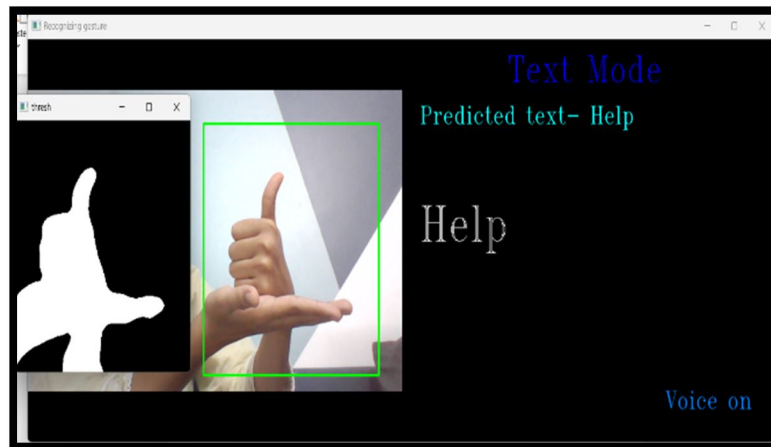 Recognizing gesture
Text Mode
thresh
Predicted text- Help
Help
Voice on